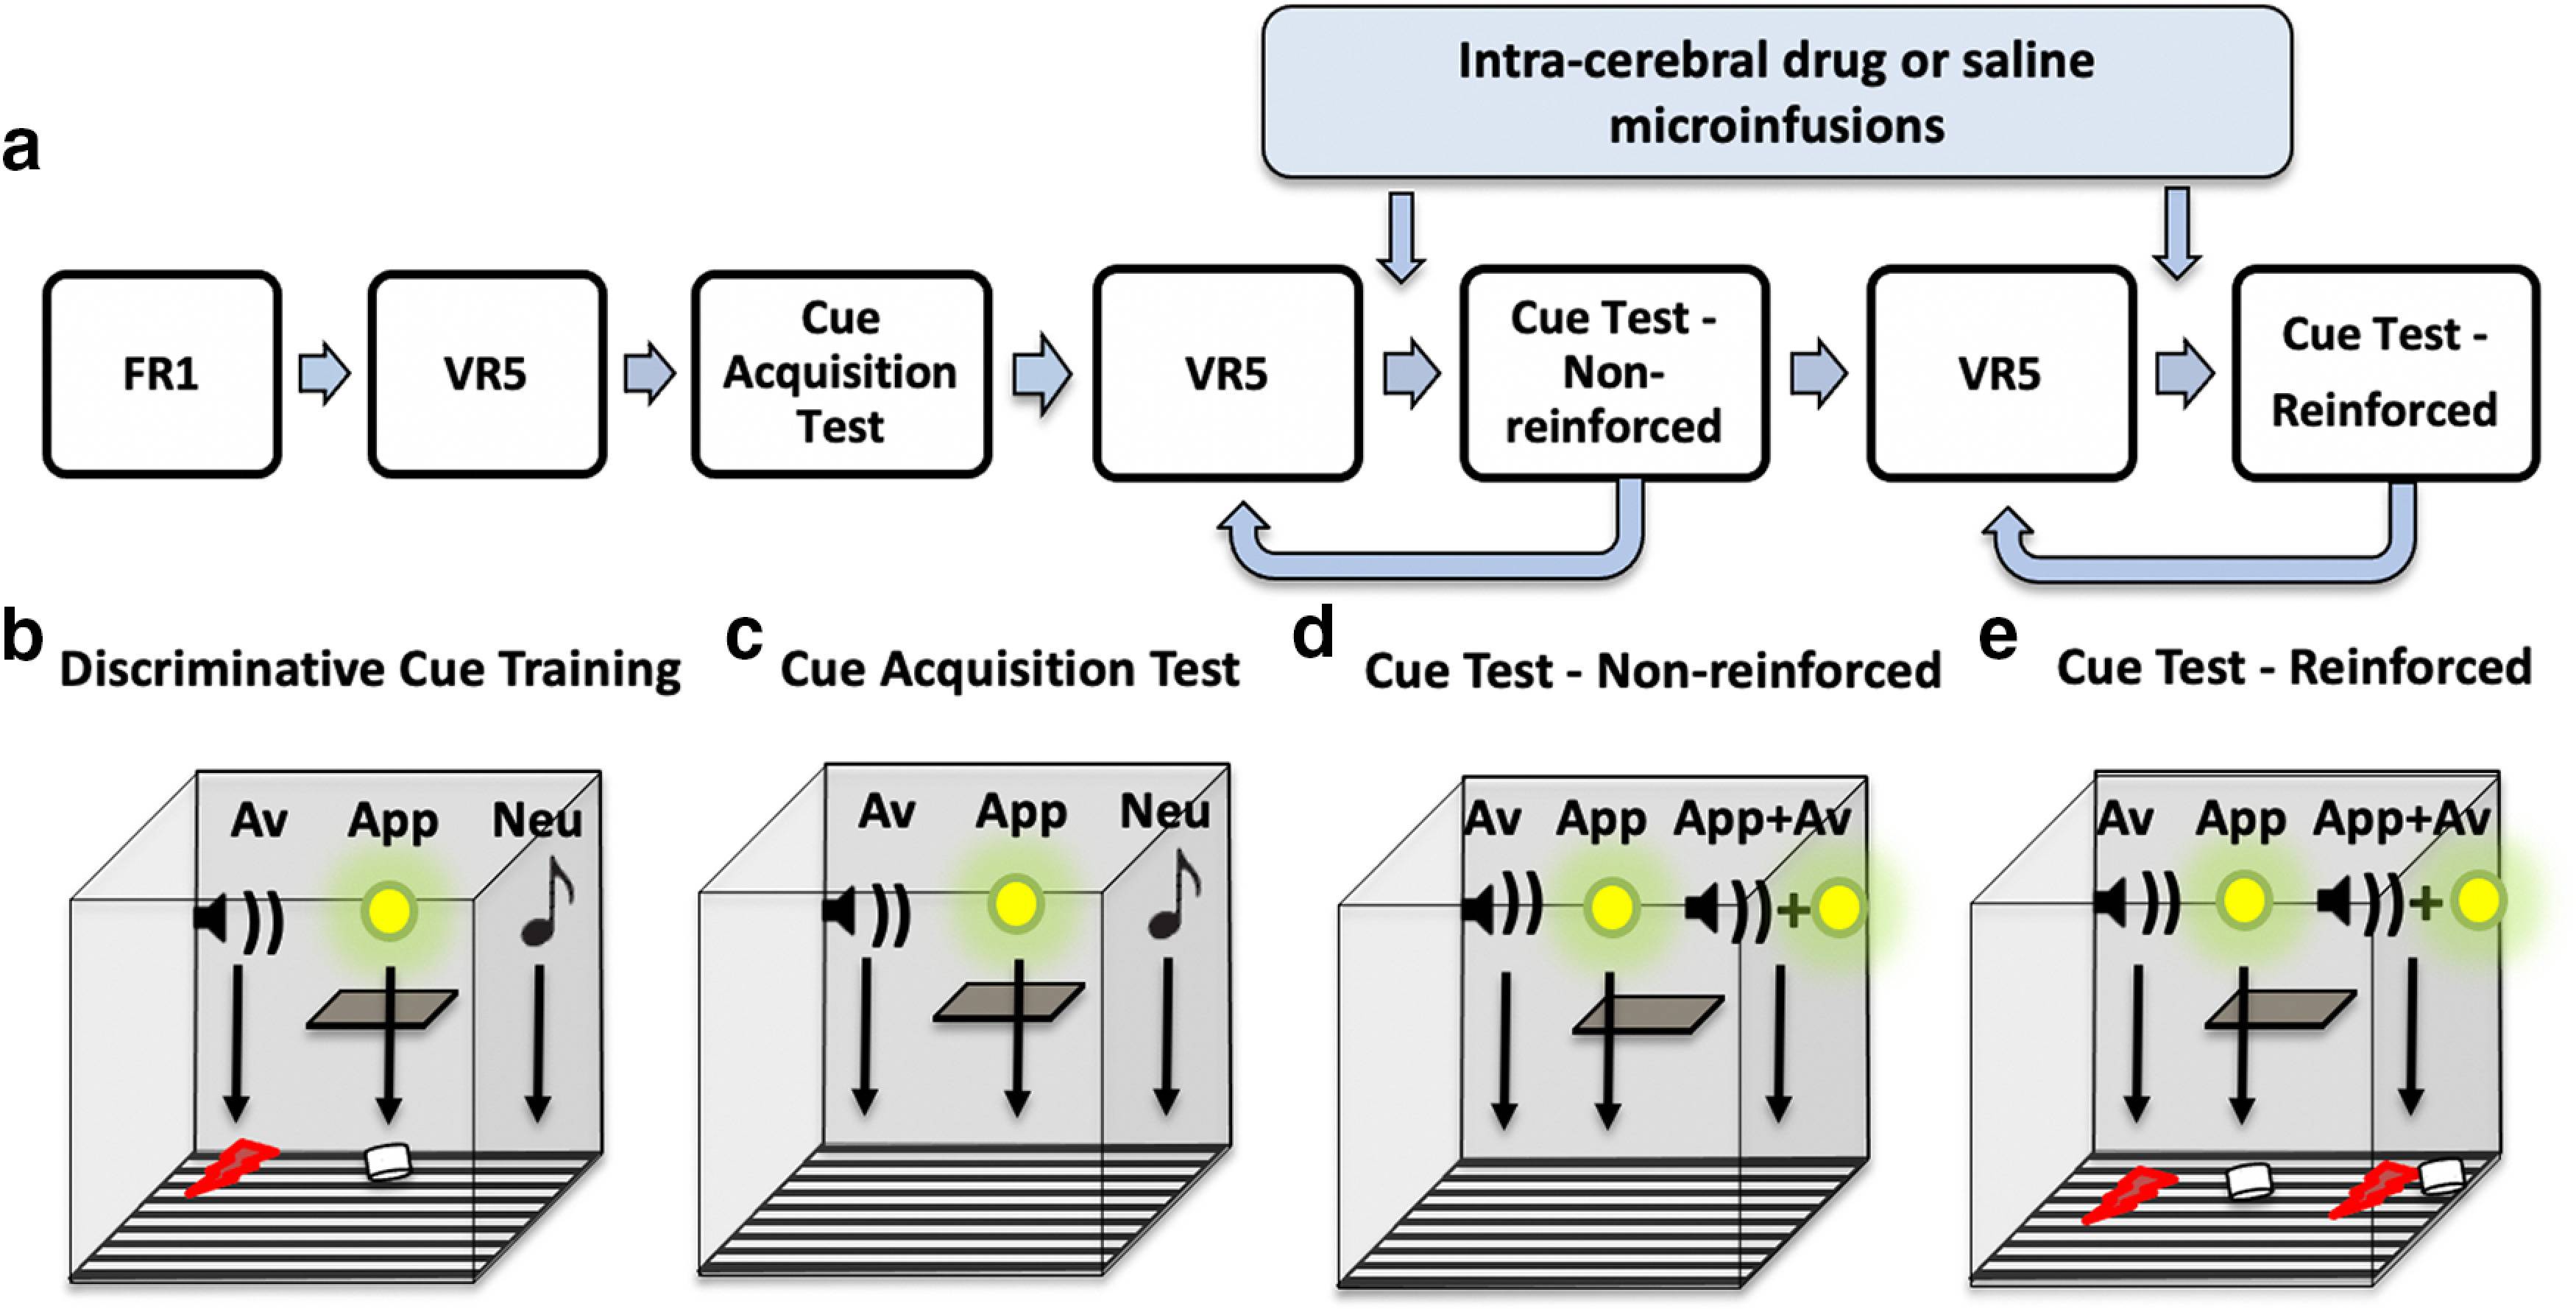 Intra-cerebral drug or saline
microinfusions
a
FR1
VR5
Cue
Acquisition
Test
VR5
Cue Test -
Non-
reinforced
VR5
Cue Test -
Reinforced
b
Discriminative Cue Training
Av App Neu
c
Cue Acquisition Test
Av App Neu
d
Cue Test - Non-reinforced
Av App App+Av
+
e
Cue Test - Reinforced
Av App App+Av
+